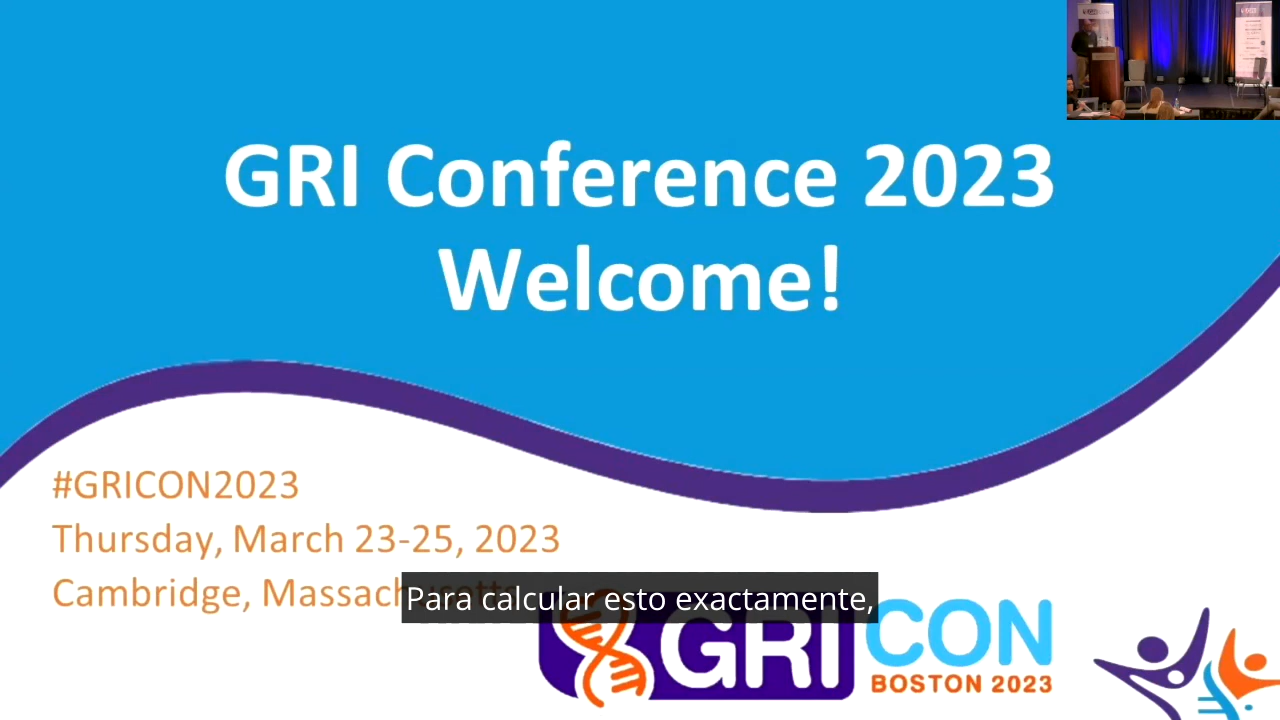 GRI Conference 2023
Welcome!
#GRICON2023
Thursday, March 23-25, 2023
Cambridge, Massachusetts
Para calcular esto exactamente,
GRI CON
BOSTON 2023